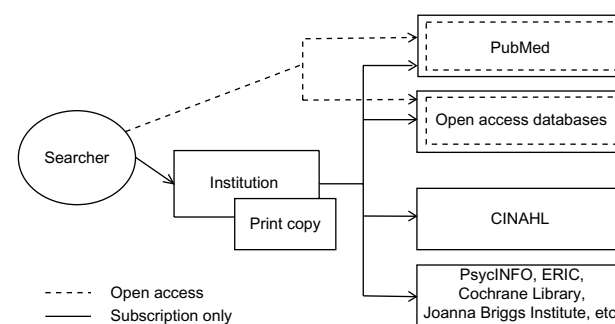 PubMed
Open access databases
Searcher
Institution
Print copy
CINAHL
PsycINFO, ERIC,
Cochrane Library,
Joanna Briggs Institute, etc
Open access
Subscription only